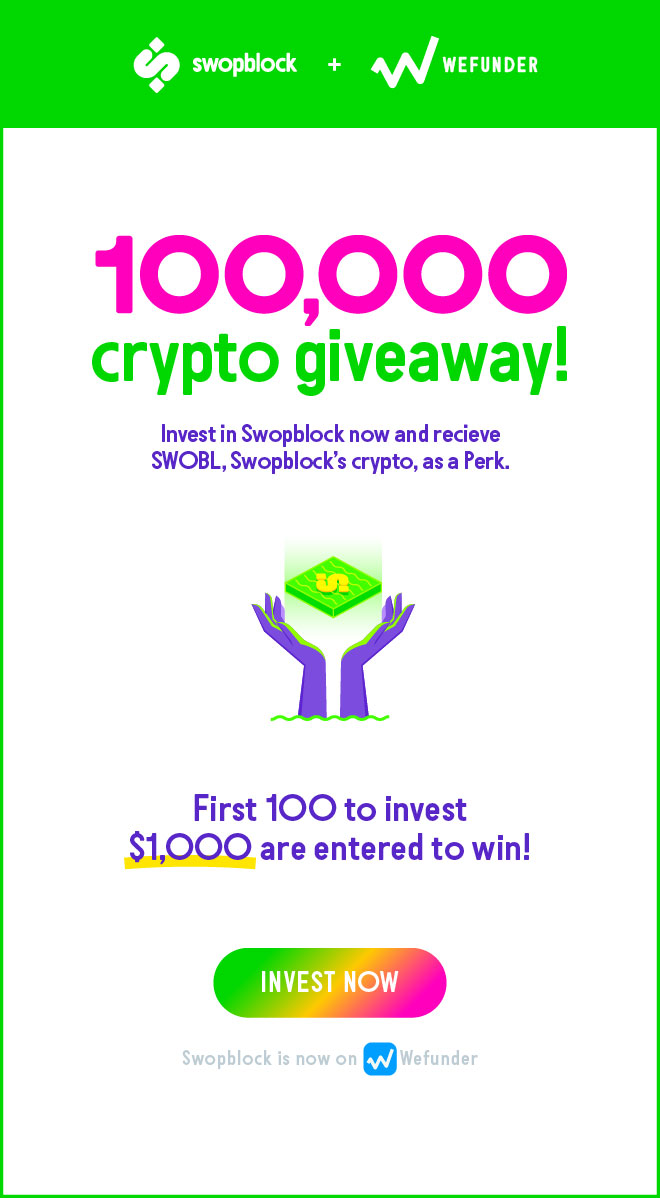 swopblock + WEFUNDER
100,000
crypto giveaway!
Invest in Swopblock now and recieve
SWOBL, Swopblock's crypto, as a Perk.
First 100 to invest
$1,000 are entered to win!
INVEST NOW
Swopblock is now on Wefunder